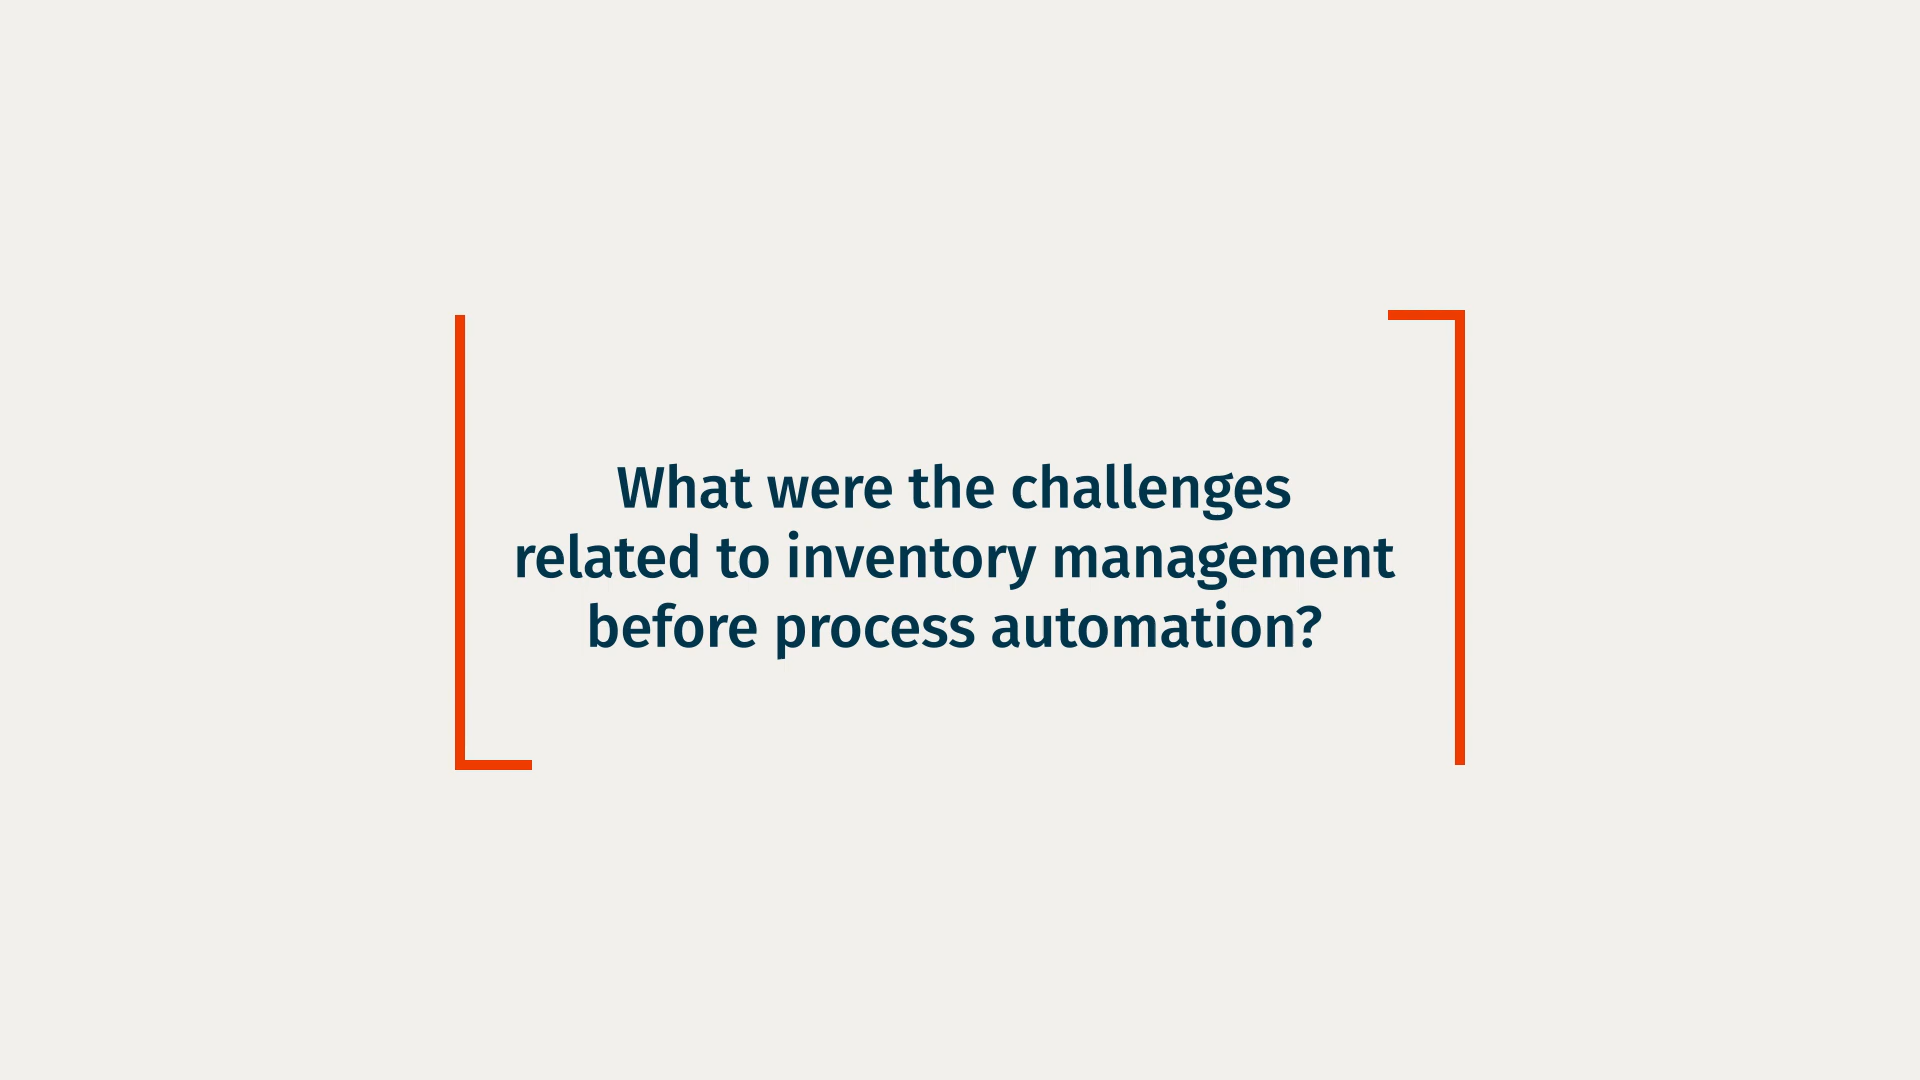 What were the challenges
related to inventory management
before process automation?